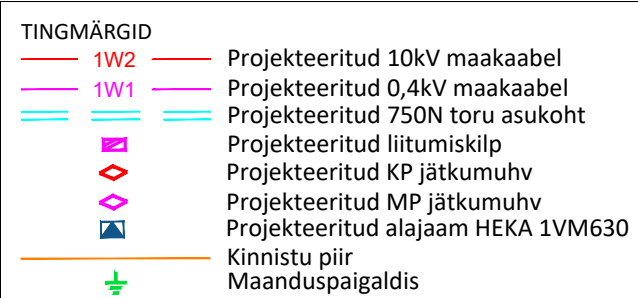 TINGMÄRGID
1W2 Projekteeritud 10kV maakaabel
1W1 Projekteeritud 0,4kV maakaabel
Projekteeritud 750N toru asukoht
Projekteeritud liitumiskilp
Projekteeritud KP jätkumuhv
Projekteeritud MP jätkumuhv
Projekteeritud alajaam HEKA 1VM630
Kinnistu piir
Maanduspaigaldis